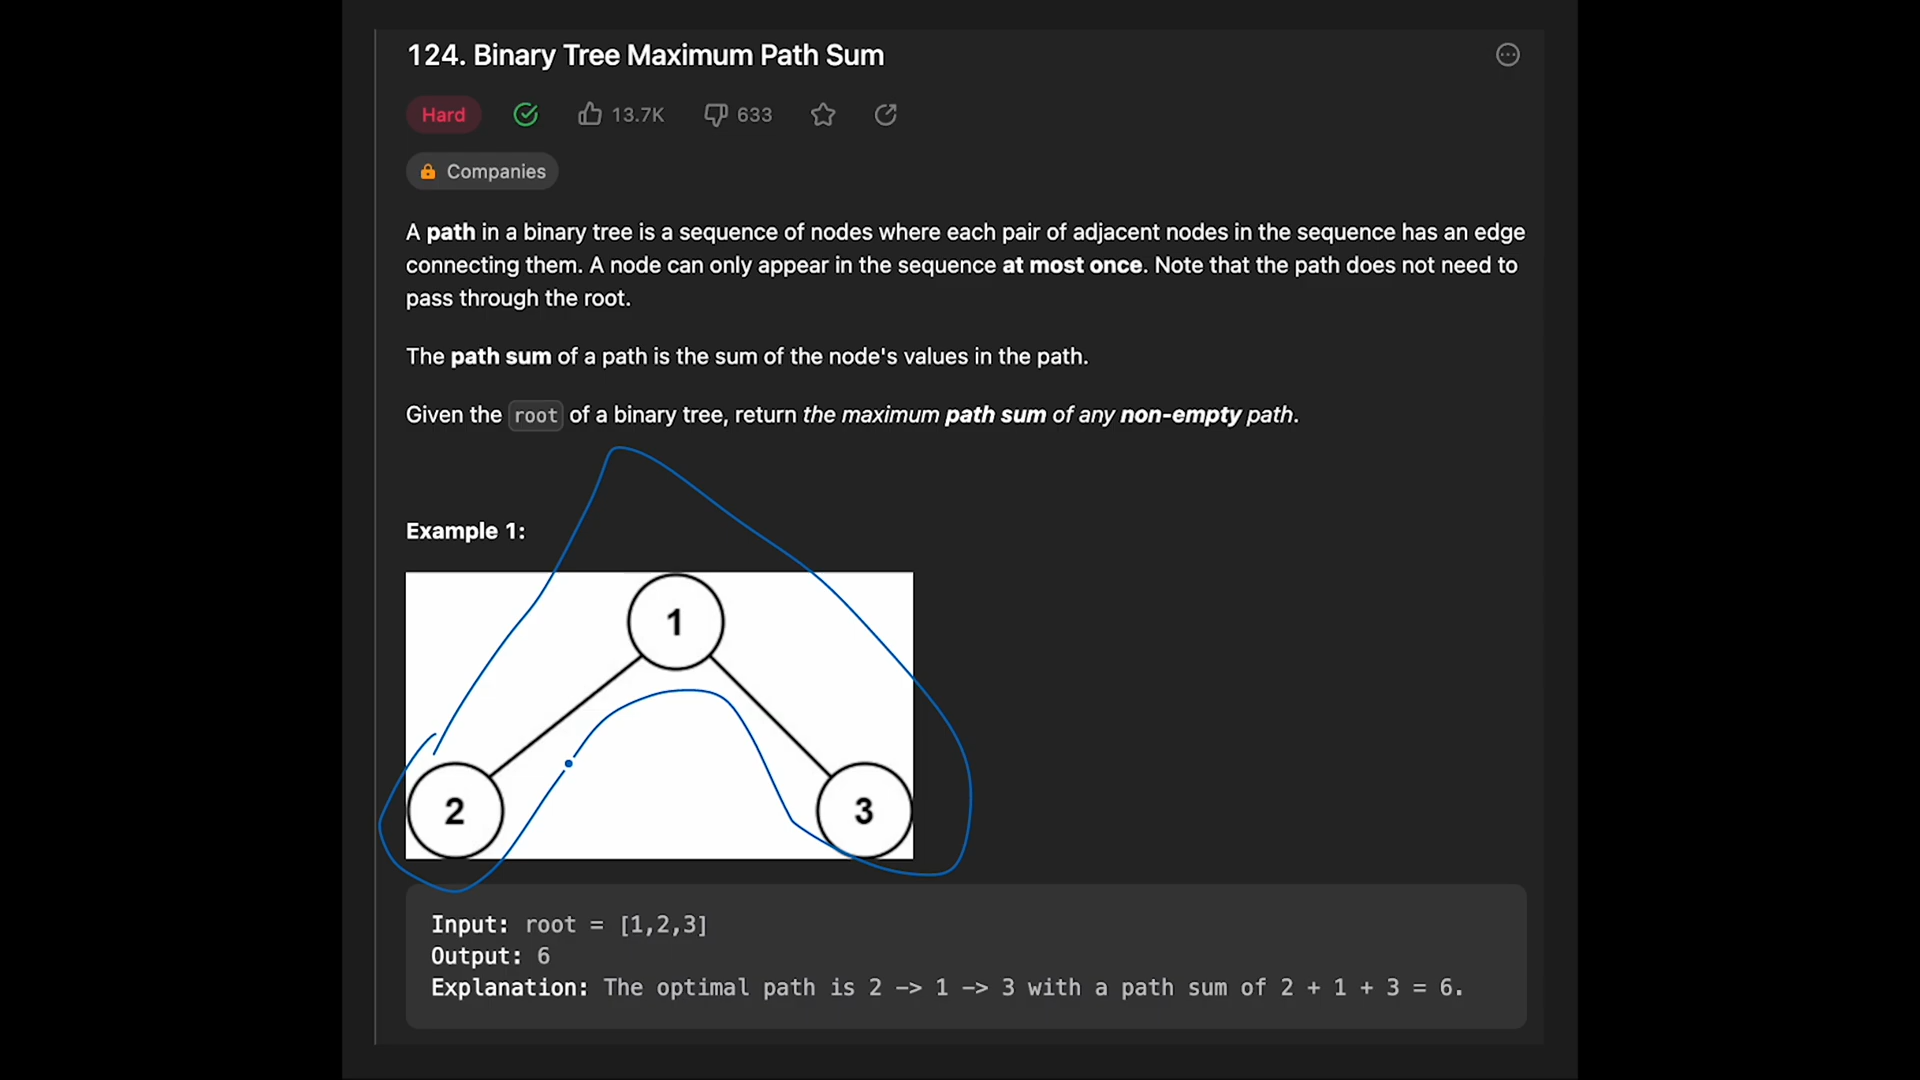 124. Binary Tree Maximum Path Sum
Hard 13.7K 633
Companies
A path in a binary tree is a sequence of nodes where each pair of adjacent nodes in the sequence has an edge
connecting them. A node can only appear in the sequence at most once. Note that the path does not need to
pass through the root.
The path sum of a path is the sum of the node's values in the path.
Given the root of a binary tree, return the maximum path sum of any non-empty path.
Example 1:
1
2 3
Input: root = [1,2,3]
Output: 6
Explanation: The optimal path is 2 -> 1 -> 3 with a path sum of 2 + 1 + 3 = 6.